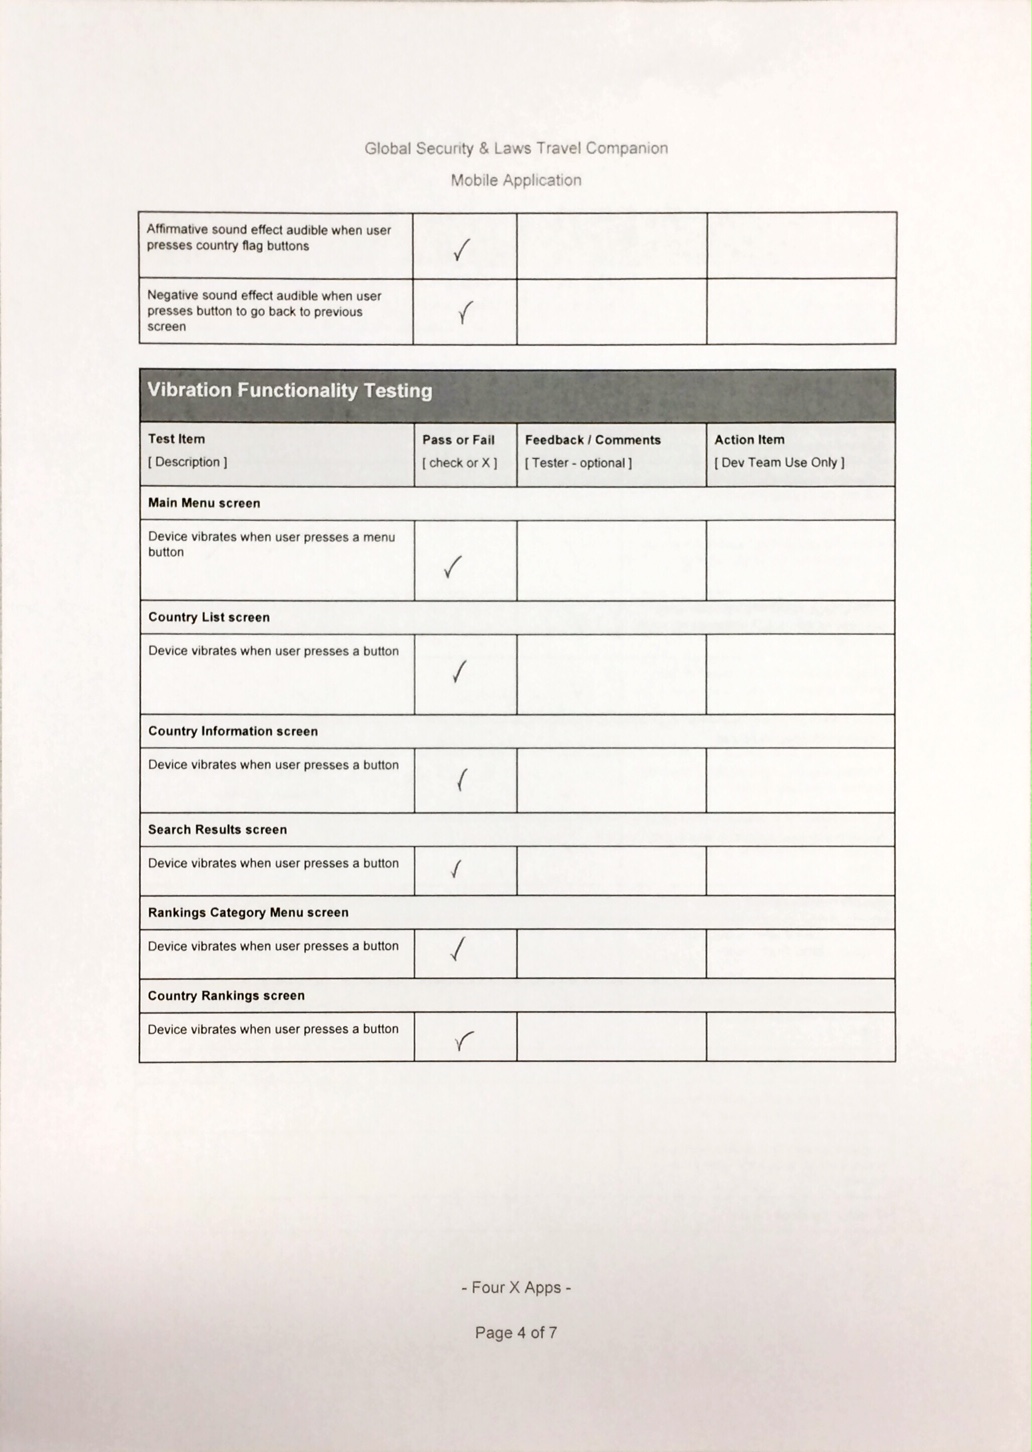 Global Security & Laws Travel Companion
Mobile Application
Affirmative sound effect audible when user
presses country flag buttons
✓
Negative sound effect audible when user
presses button to go back to previous
screen
✓
Vibration Functionality Testing
Test Item
[ Description ]
Pass or Fail
[ check or X ]
Feedback / Comments
[ Tester - optional ]
Action Item
[ Dev Team Use Only ]
Main Menu screen
Device vibrates when user presses a menu
button
✓
Country List screen
Device vibrates when user presses a button
✓
Country Information screen
Device vibrates when user presses a button
✓
Search Results screen
Device vibrates when user presses a button
✓
Rankings Category Menu screen
Device vibrates when user presses a button
✓
Country Rankings screen
Device vibrates when user presses a button
✓
- Four X Apps -
Page 4 of 7